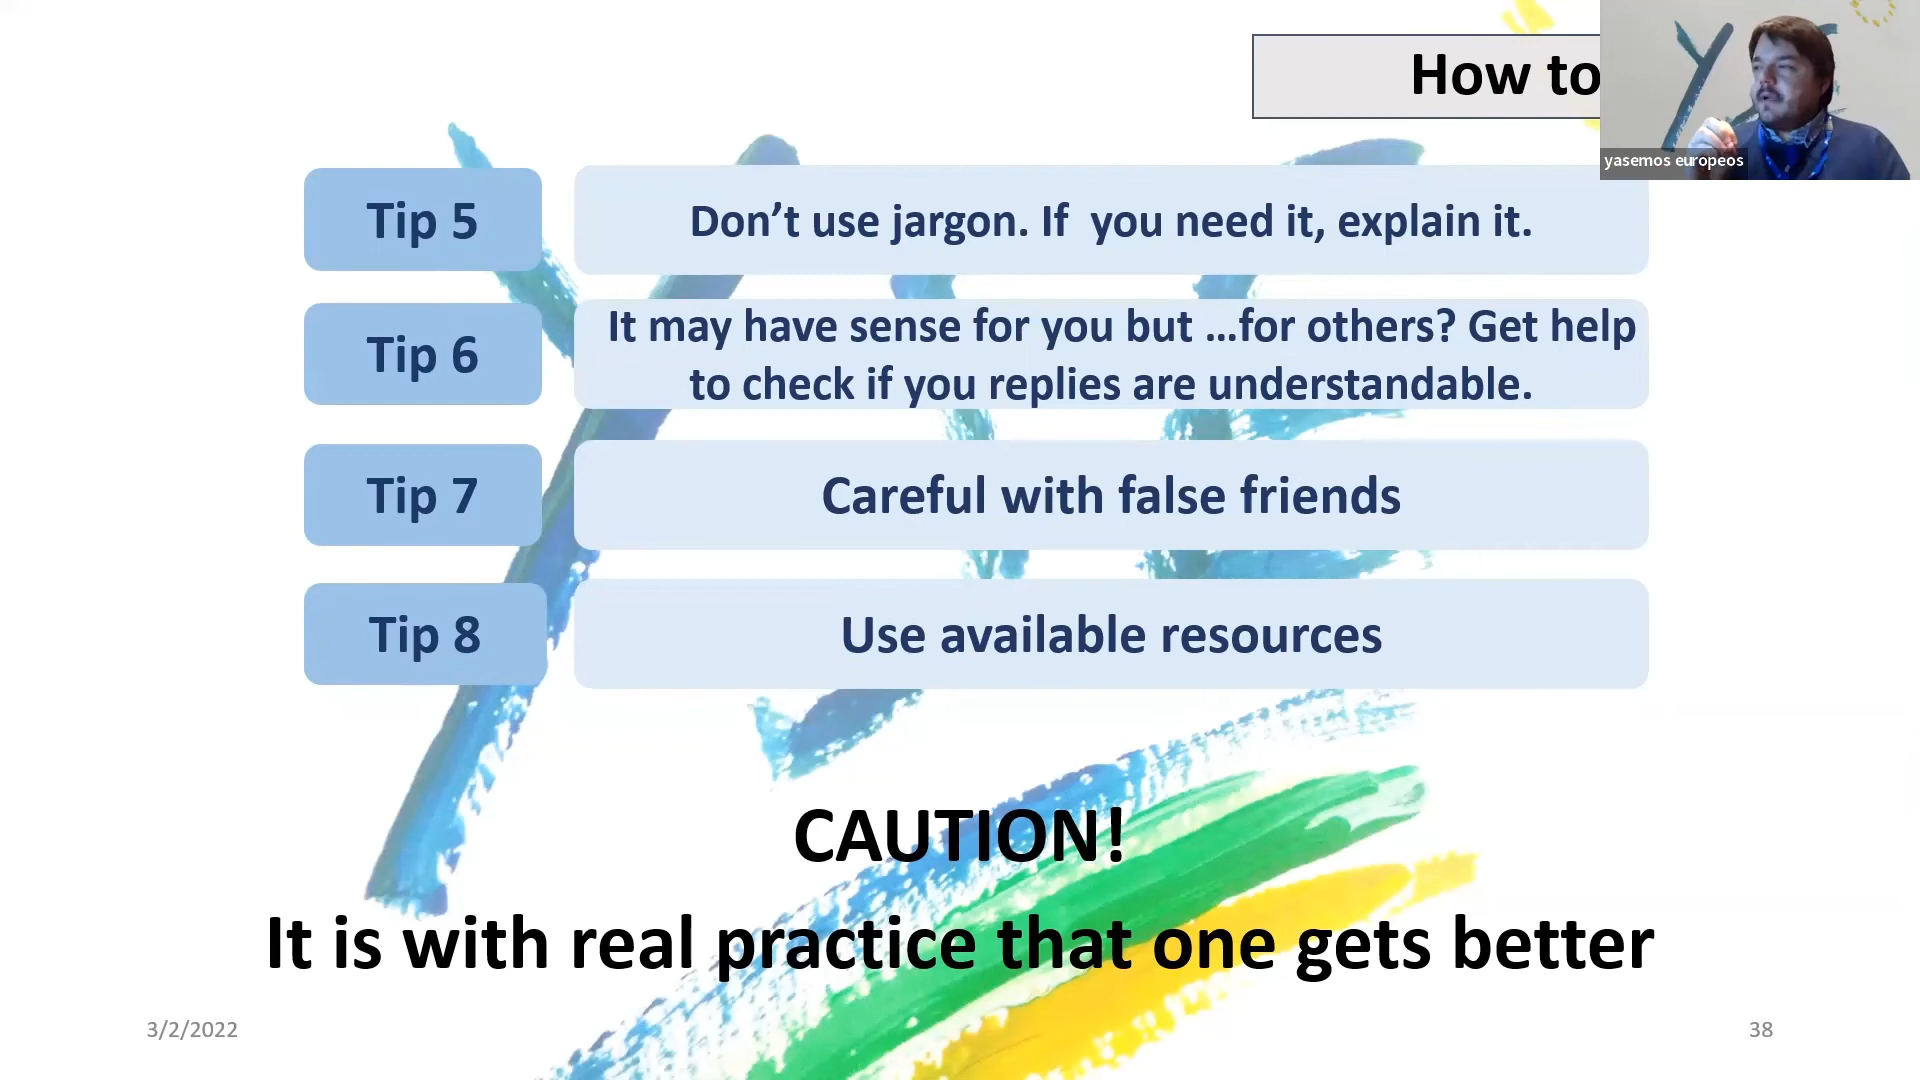 How to
yasemos europeos
Tip 5
Don’t use jargon. If  you need it, explain it.
Tip 6
It may have sense for you but ...for others? Get help
to check if you replies are understandable.
Tip 7
Careful with false friends
Tip 8
Use available resources
CAUTION!
It is with real practice that one gets better
3/2/2022
38